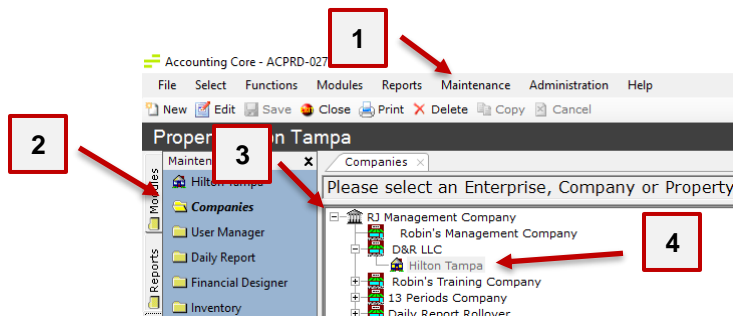 1
Accounting Core - ACPRD-027
File Select Functions Modules Reports Maintenance Administration Help
New Edit Save Close Print Delete Copy Cancel
2
3
4
Proper n Tampa
Mainten
Companies
Modules
Reports
Hilton Tampa
Companies
User Manager
Daily Report
Financial Designer
Inventory
Please select an Enterprise, Company or Property
RJ Management Company
Robin's Management Company
D&R LLC
Hilton Tampa
Robin's Training Company
13 Periods Company
Daily Report Rollover